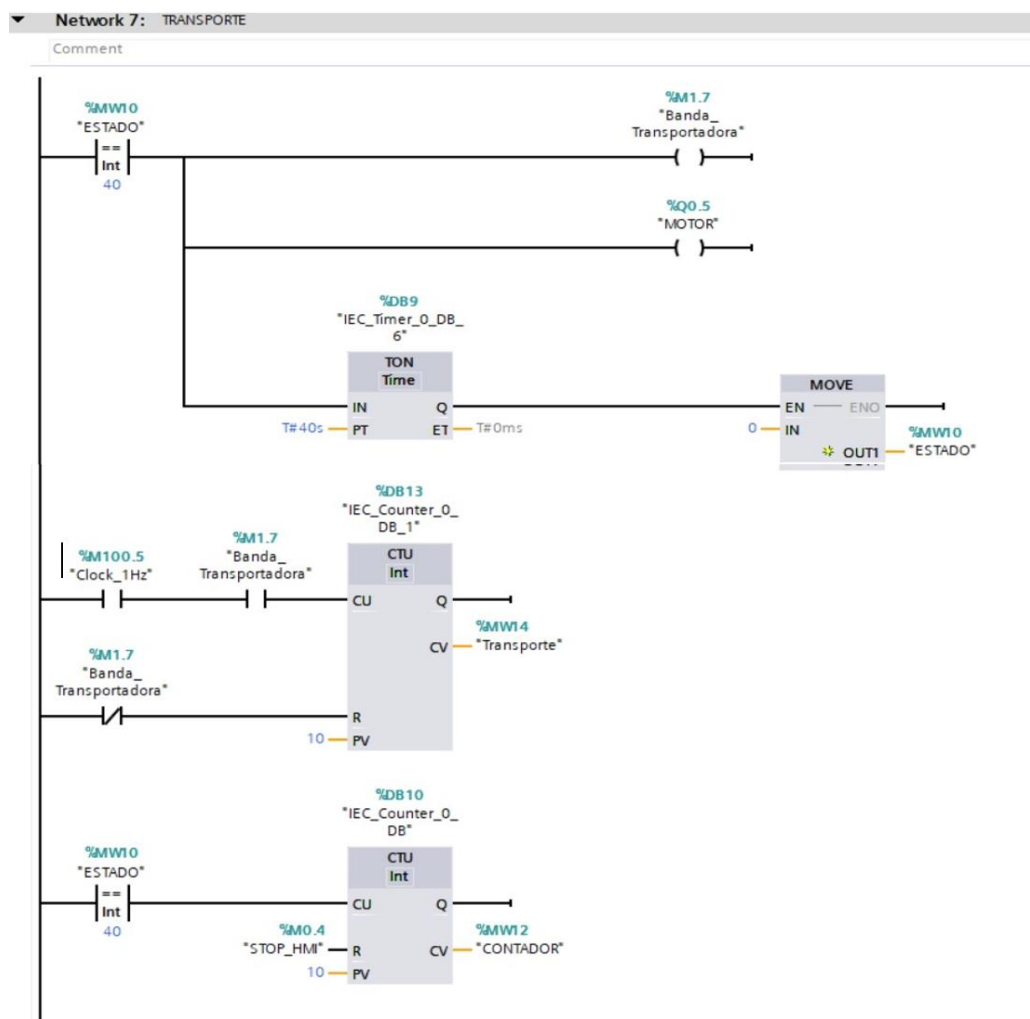 Network 7: TRANSPORTE
Comment
%MW10
"ESTADO"
==
Int
40
%M1.7
"Banda_
Transportadora"
%Q0.5
"MOTOR"
%DB9
"IEC_Timer_0_DB_
6"
TON
Time
IN Q
T#40s PT ET T#0ms
MOVE
EN ENO
0 IN
%MW10
OUT1 "ESTADO"
%DB13
"IEC_Counter_0_
DB_1"
CTU
Int
%M100.5
"Clock_1Hz"
%M1.7
"Banda_
Transportadora"
CU Q
%MW14
CV "Transporte"
%M1.7
"Banda_
Transportadora"
R
10 PV
%DB10
"IEC_Counter_0_
DB"
CTU
Int
%MW10
"ESTADO"
==
Int
40
CU Q
%M0.4
"STOP_HMI" R
%MW12
CV "CONTADOR"
10 PV